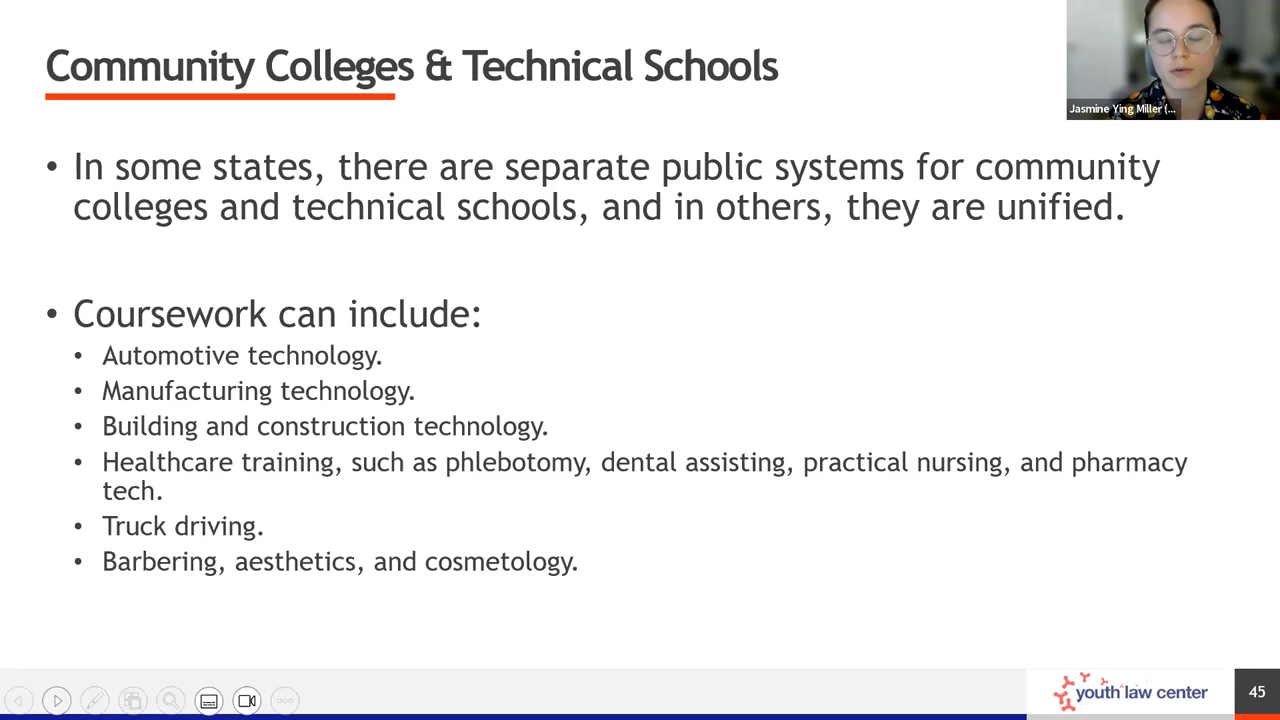 Community Colleges & Technical Schools
Jasmine Ying Miller (...
• In some states, there are separate public systems for community
colleges and technical schools, and in others, they are unified.
• Coursework can include:
• Automotive technology.
• Manufacturing technology.
• Building and construction technology.
• Healthcare training, such as phlebotomy, dental assisting, practical nursing, and pharmacy
tech.
• Truck driving.
• Barbering, aesthetics, and cosmetology.
youth law center
45